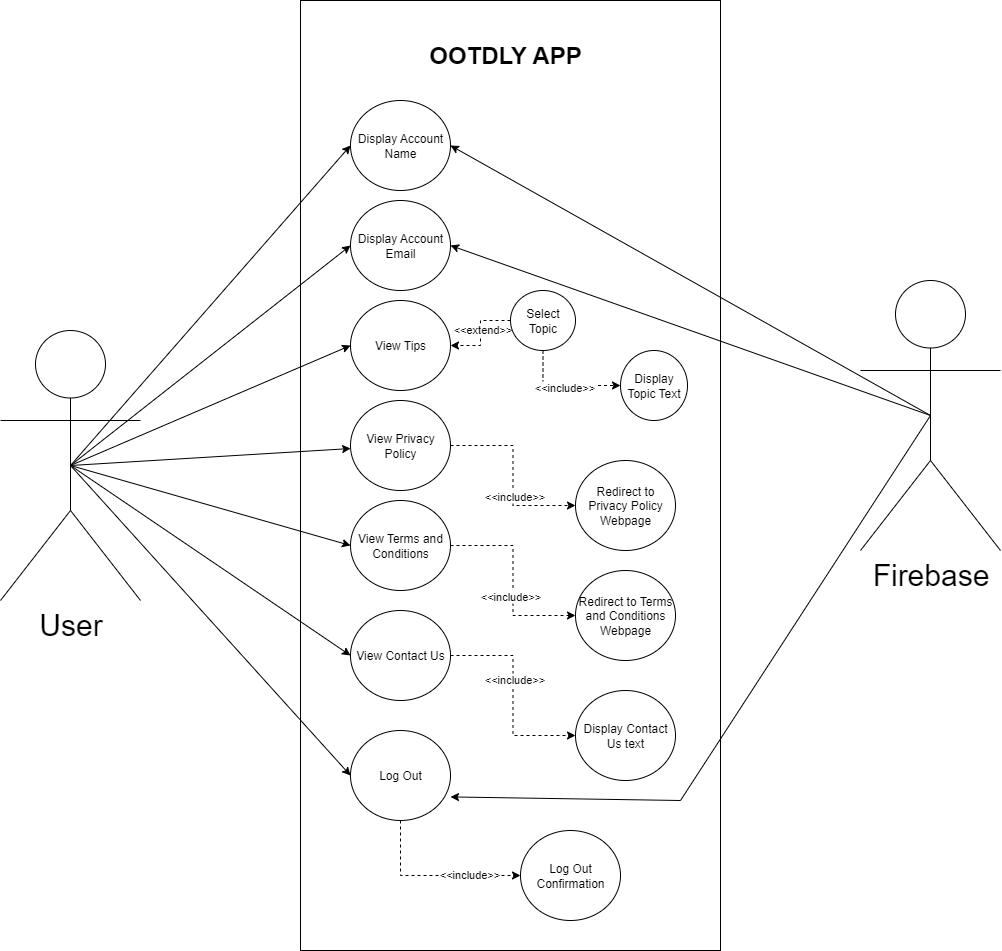 OOTDLY APP
Display Account
Name
Display Account
Email
Select
Topic
<<extend>>
View Tips
Display
Topic Text
<<include>>
View Privacy
Policy
<<include>>
Redirect to
Privacy Policy
Webpage
View Terms and
Conditions
<<include>>
Redirect to Terms
and Conditions
Webpage
View Contact Us
<<include>>
Display Contact
Us text
Log Out
<<include>>
Log Out
Confirmation
User
Firebase